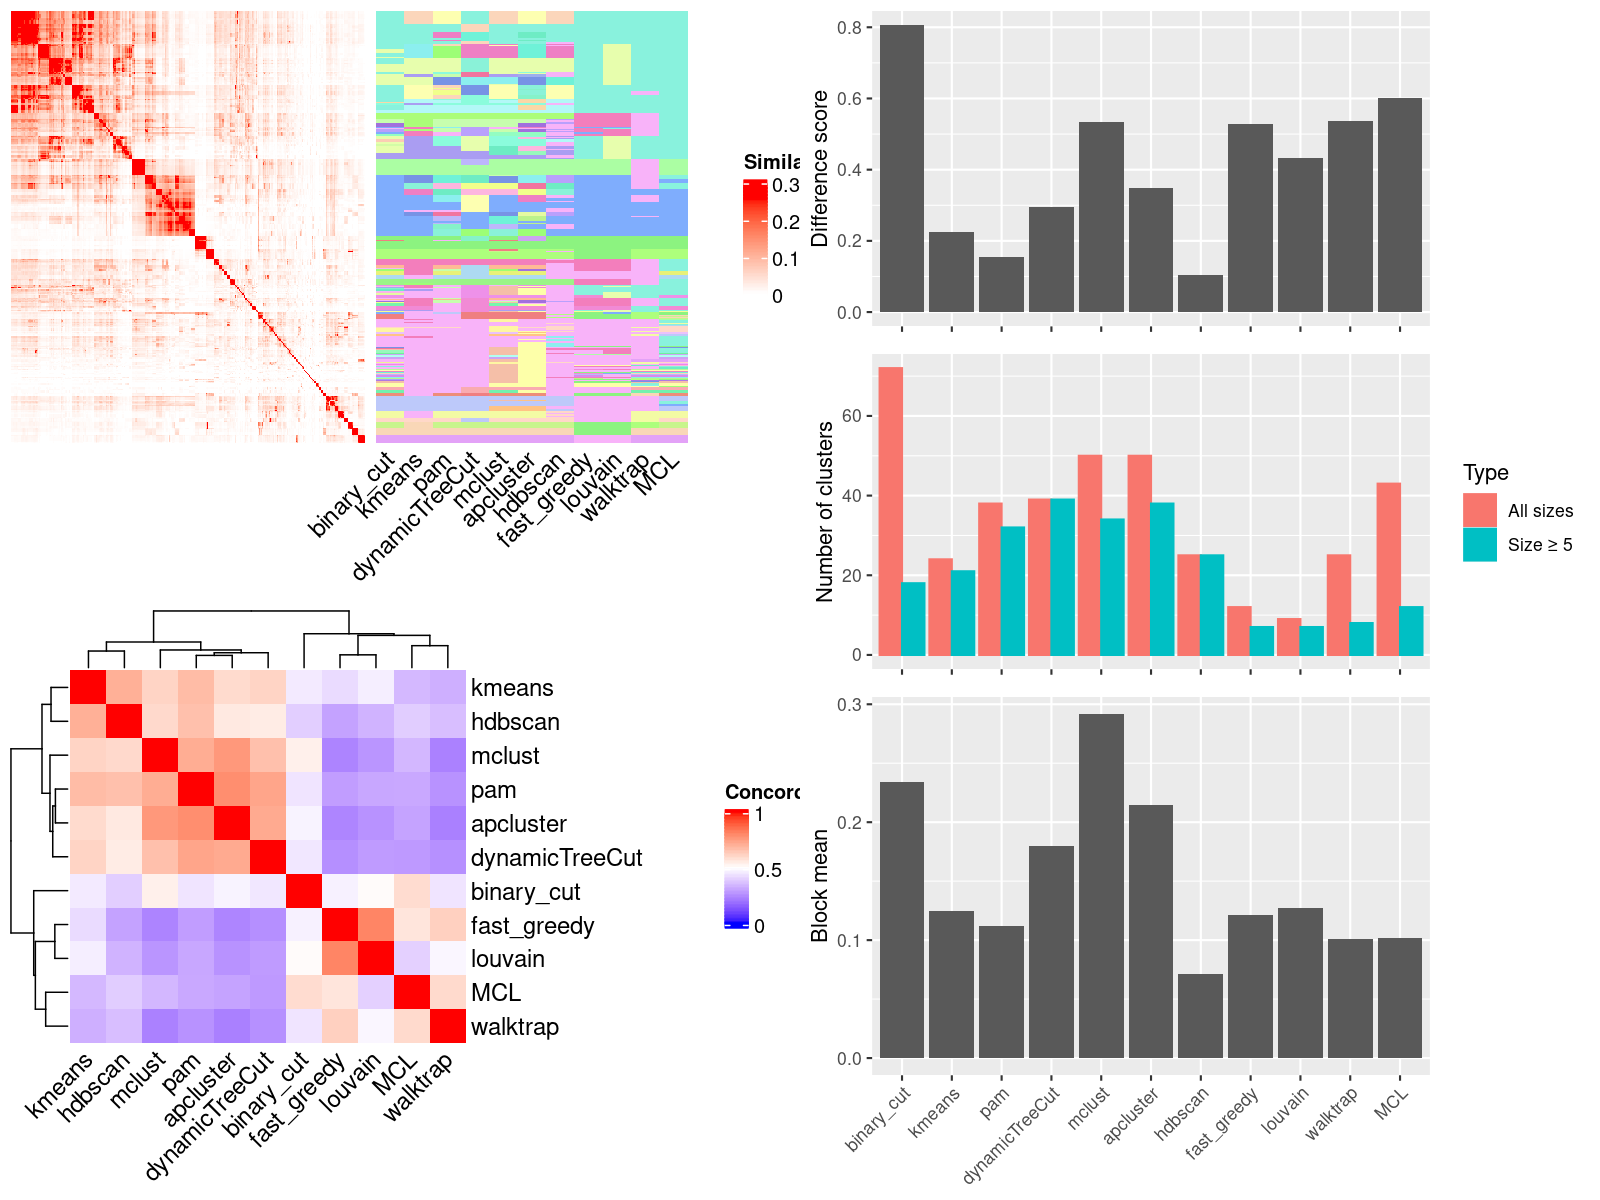 Simila
0.3
0.2
0.1
0
binary_cut
kmeans
pam
dynamicTreeCut
mclust
apcluster
hdbscan
fast_greedy
louvain
walktrap
MCL
kmeans
hdbscan
mclust
pam
apcluster
dynamicTreeCut
binary_cut
fast_greedy
louvain
MCL
walktrap
kmeans
hdbscan
mclust
pam
apcluster
dynamicTreeCut
binary_cut
fast_greedy
louvain
MCL
walktrap
Concord
1
0.5
0
Difference score
0.8
0.6
0.4
0.2
0.0
Number of clusters
60
40
20
0
Type
All sizes
Size ≥ 5
Block mean
0.3
0.2
0.1
0.0
binary_cut
kmeans
pam
dynamicTreeCut
mclust
apcluster
hdbscan
fast_greedy
louvain
walktrap
MCL